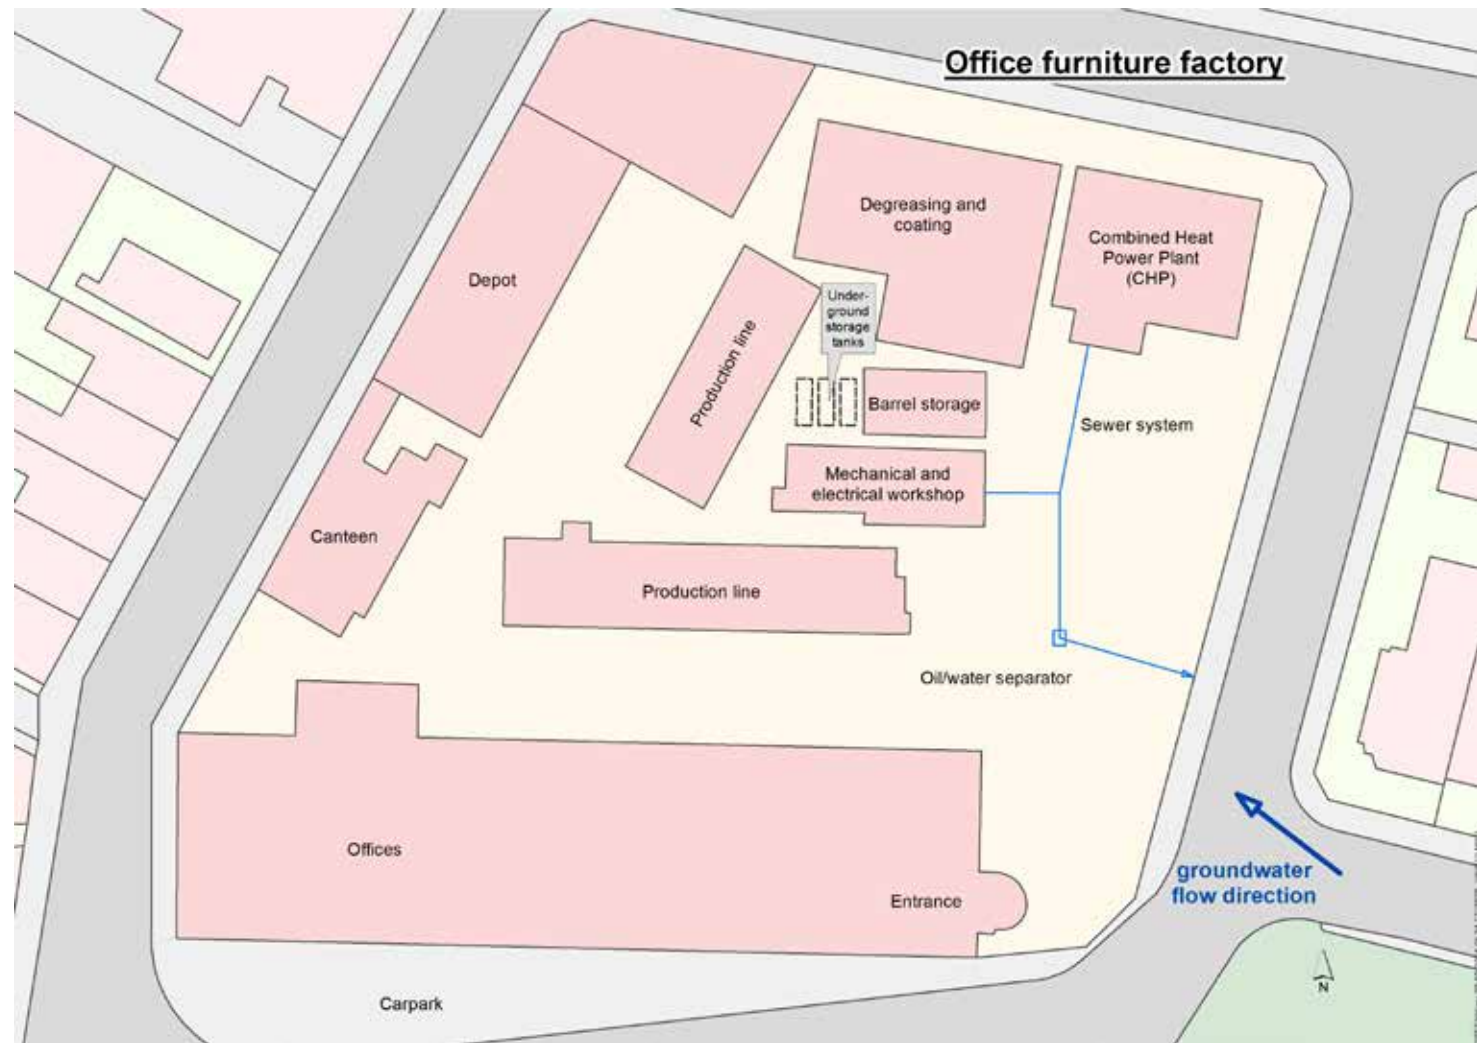 Office furniture factory
Degreasing and
coating
Combined Heat
Power Plant
(CHP)
Depot
Under-
ground
storage
tanks
Production line
Barrel storage
Sewer system
Mechanical and
electrical workshop
Canteen
Production line
Oil/water separator
Offices
Entrance
groundwater
flow direction
Carpark
N